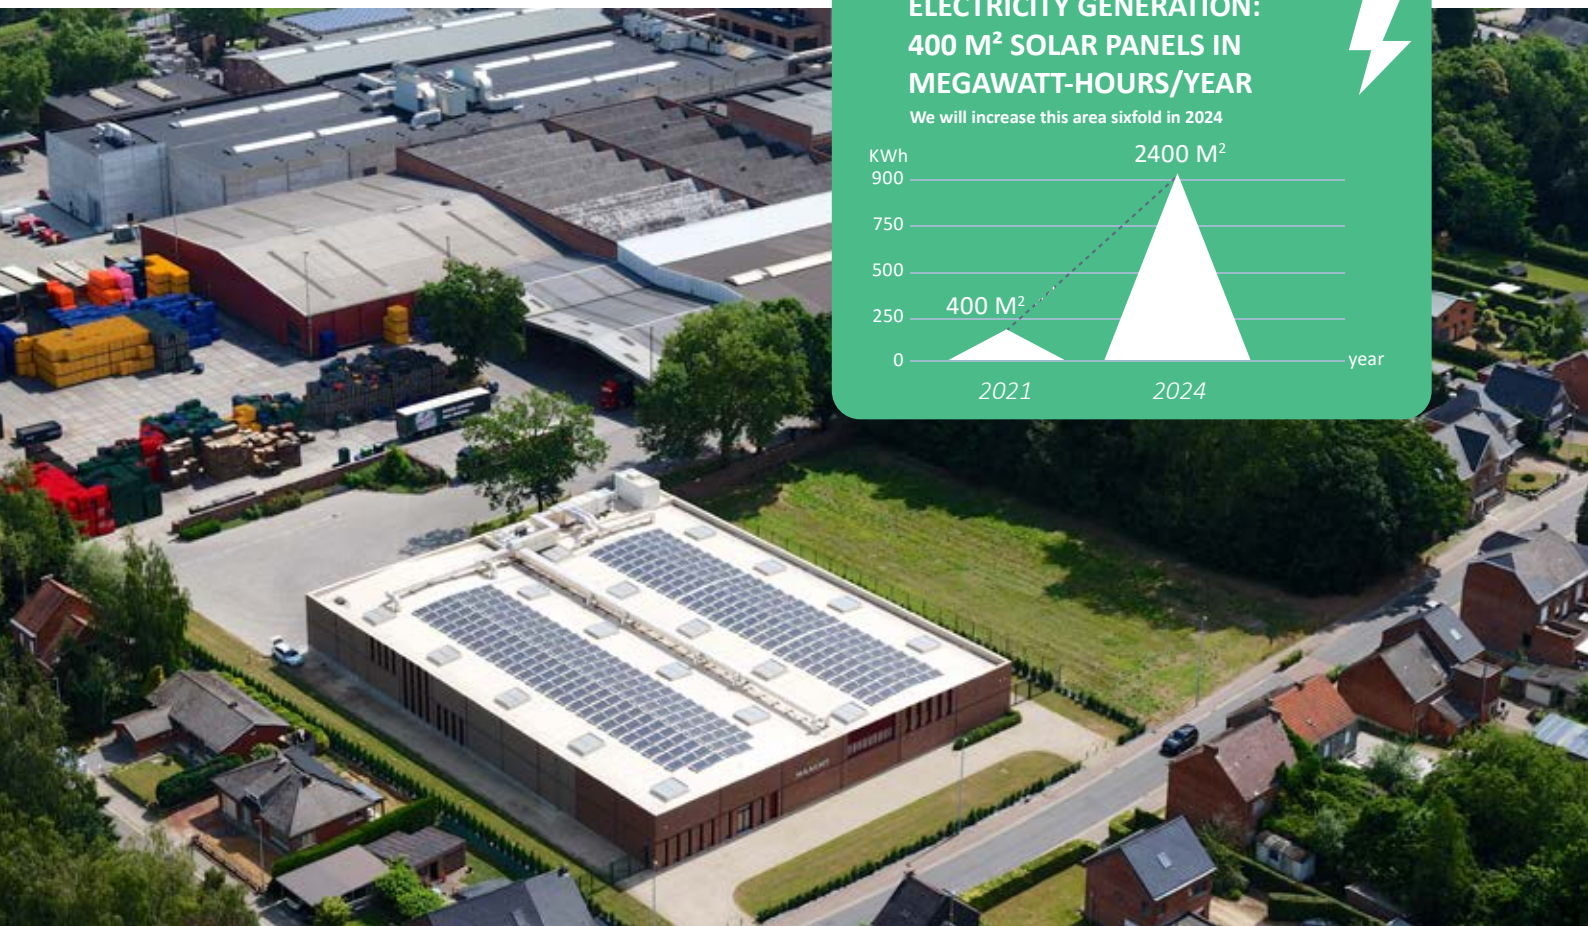 ELECTRICITY GENERATION:
400 M² SOLAR PANELS IN
MEGAWATT-HOURS/YEAR
We will increase this area sixfold in 2024
KWh
2400 M²
900
750
500
400 M²
250
0
year
2021
2024